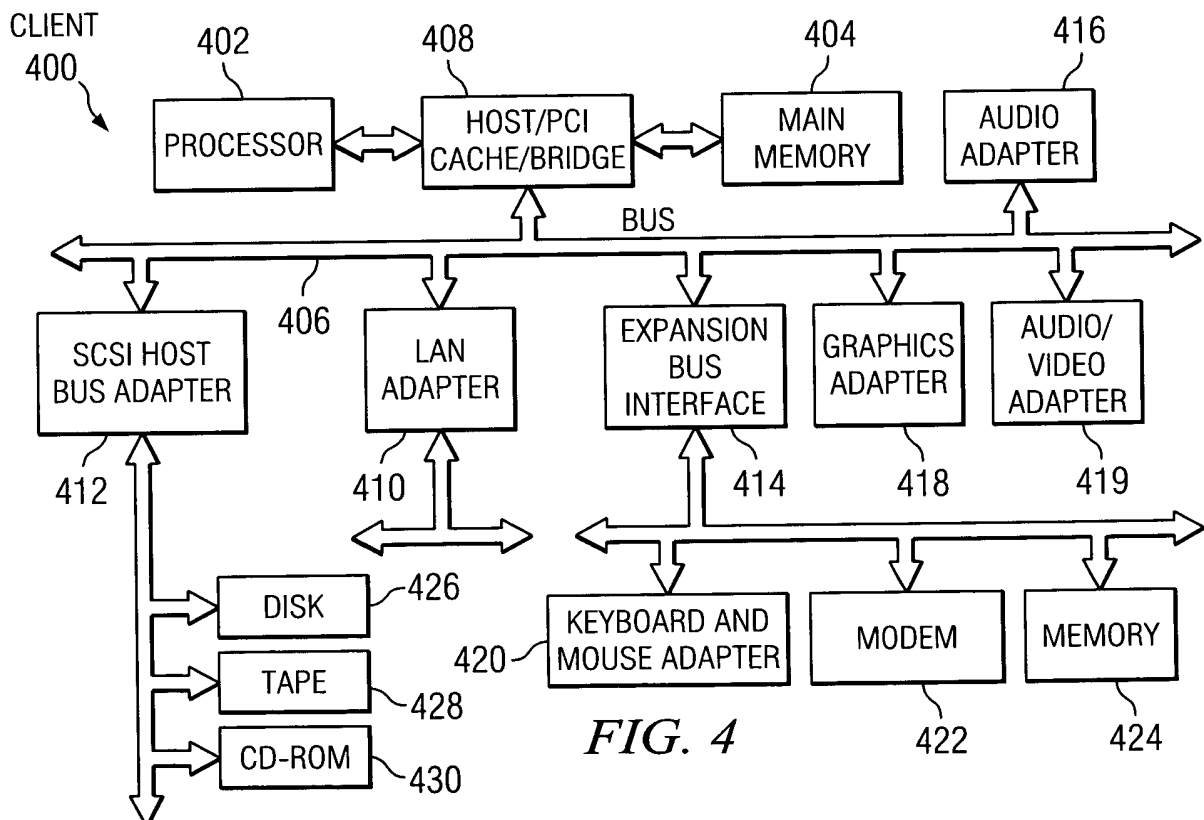 CLIENT
400
402
408
404
416
PROCESSOR
HOST/PCI
CACHE/BRIDGE
MAIN
MEMORY
AUDIO
ADAPTER
BUS
406
SCSI HOST
BUS ADAPTER
LAN
ADAPTER
EXPANSION
BUS
INTERFACE
GRAPHICS
ADAPTER
AUDIO/
VIDEO
ADAPTER
412
410
414
418
419
DISK
426
TAPE
428
CD-ROM
430
420
KEYBOARD AND
MOUSE ADAPTER
MODEM
MEMORY
422
424
FIG. 4